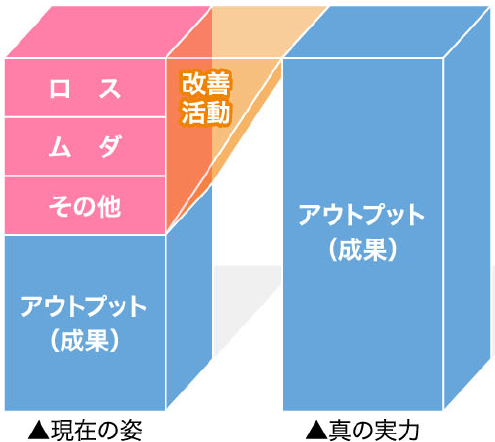 ロス
ムダ
その他
アウトプット
（成果）
改善
活動
アウトプット
（成果）
▲現在の姿
▲真の実力